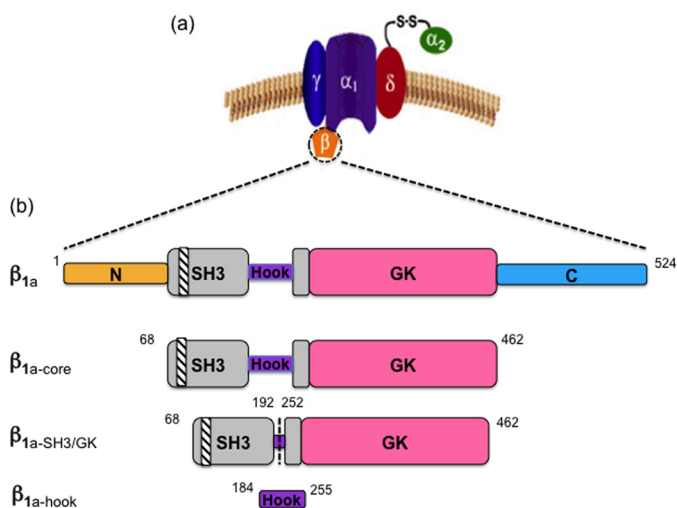 (a)
S-S
α2
γ
α1
δ
β
(b)
1
β1a
N
SH3
Hook
GK
C
524
68
β1a-core
SH3
Hook
GK
462
68
192
252
β1a-SH3/GK
SH3
GK
462
184
β1a-hook
Hook
255